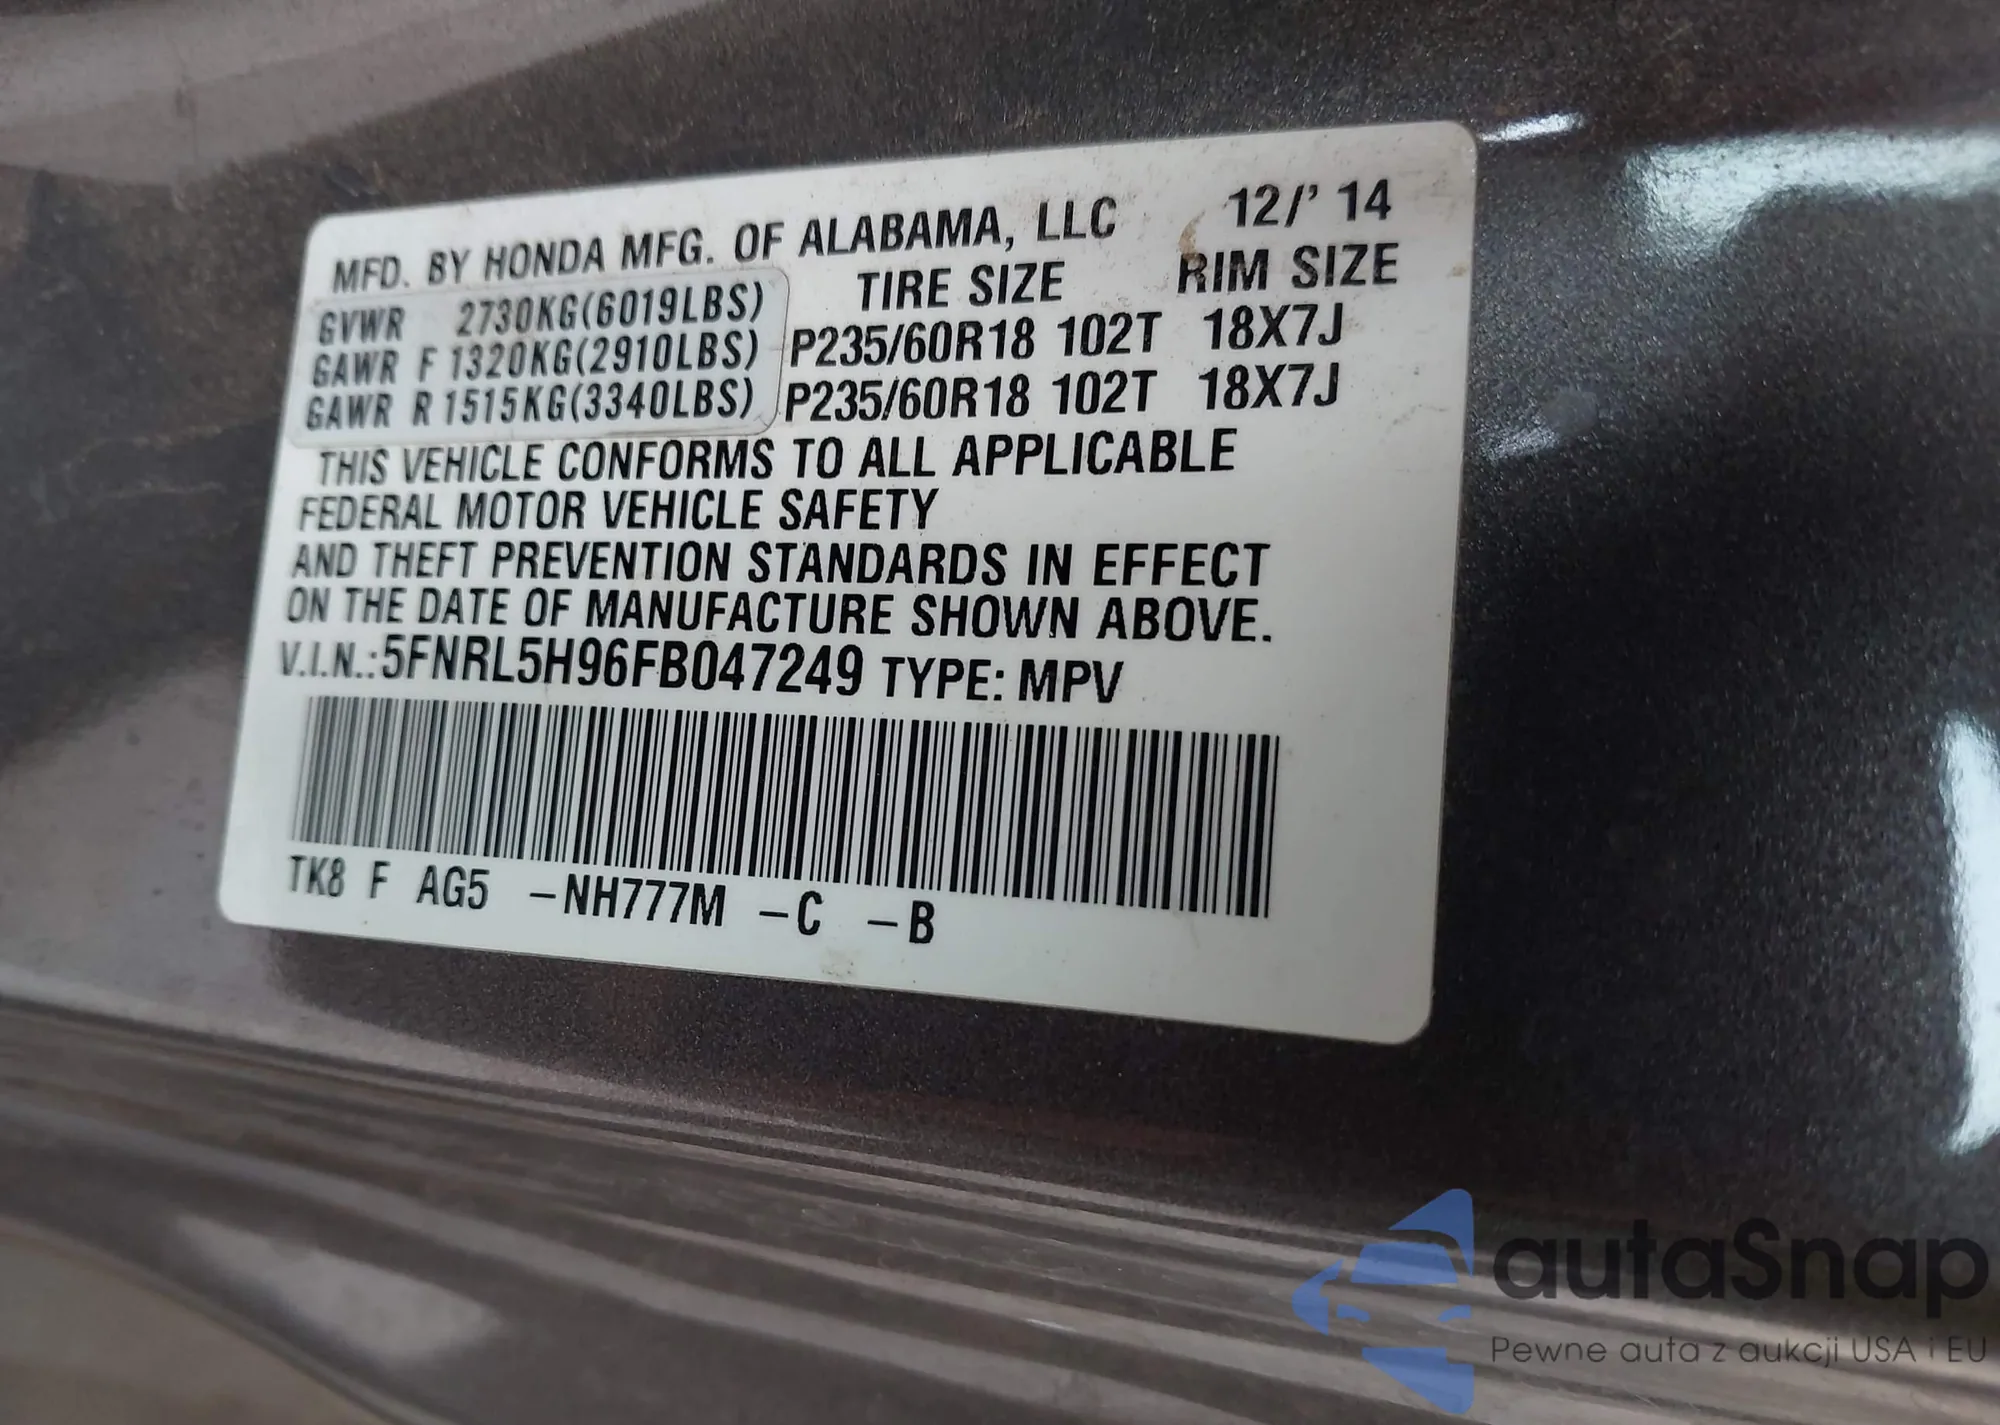 MFD. BY HONDA MFG. OF ALABAMA, LLC 12/' 14
TIRE SIZE RIM SIZE
GVWR 2730KG(6019LBS)
GAWR F 1320KG(2910LBS) P235/60R18 102T 18X7J
GAWR R 1515KG(3340LBS) P235/60R18 102T 18X7J
THIS VEHICLE CONFORMS TO ALL APPLICABLE
FEDERAL MOTOR VEHICLE SAFETY
AND THEFT PREVENTION STANDARDS IN EFFECT
ON THE DATE OF MANUFACTURE SHOWN ABOVE.
V.I.N.:5FNRL5H96FB047249 TYPE: MPV
TK8 F AG5 -NH777M -C -B
autaSnap
Pewne auta z aukcji USA i EU